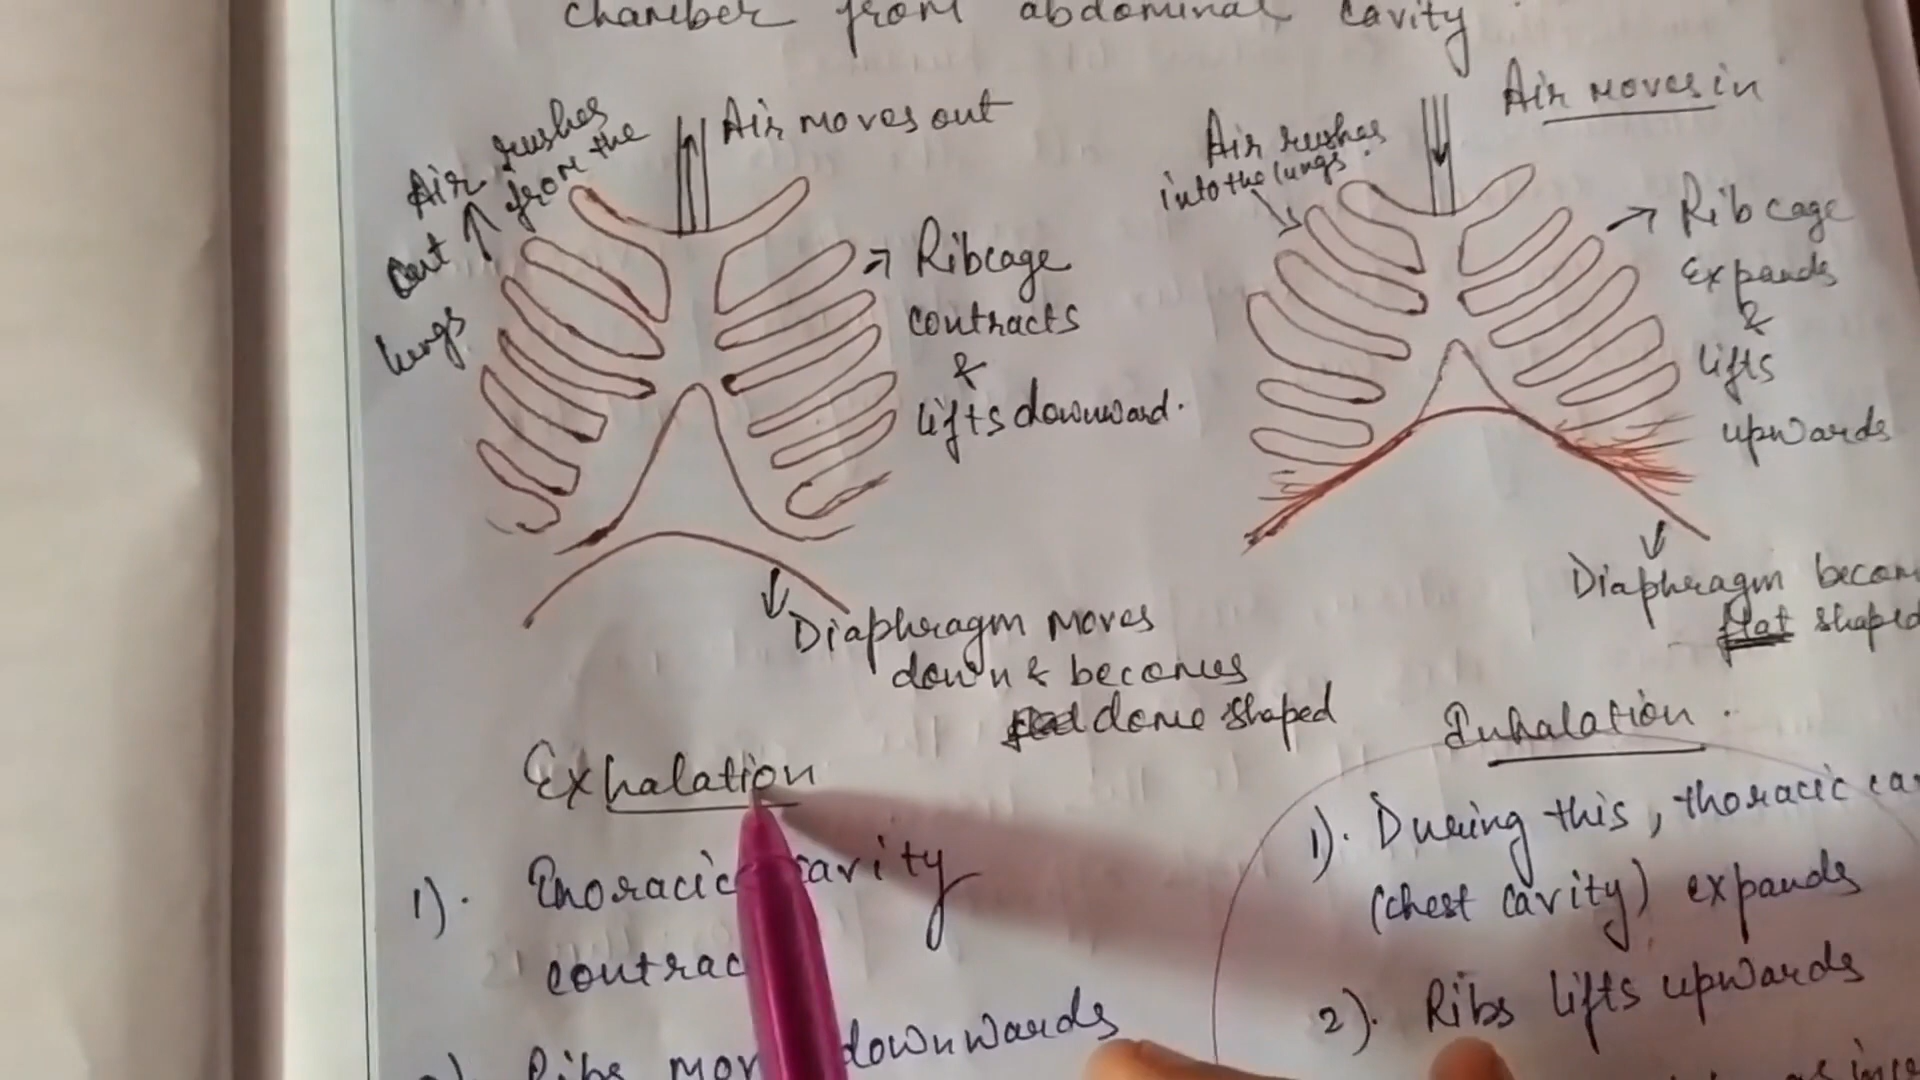 chamber from abdominal cavity
Air rushes
out from the
lungs
Air moves out
Ribcage
contracts
&
lifts downward.
Diaphragm moves
down & becomes
dome shaped
Exhalation
1). Thoracic cavity
contrac
Ribs mov downwards
Air rushes
into the lungs.
Air moves in
Rib cage
Expands
&
lifts
upwards
Diaphragm becom
flat shaped
Inhalation.
1). During this, thoracic ca
(chest cavity) expands
2). Ribs lifts upwards